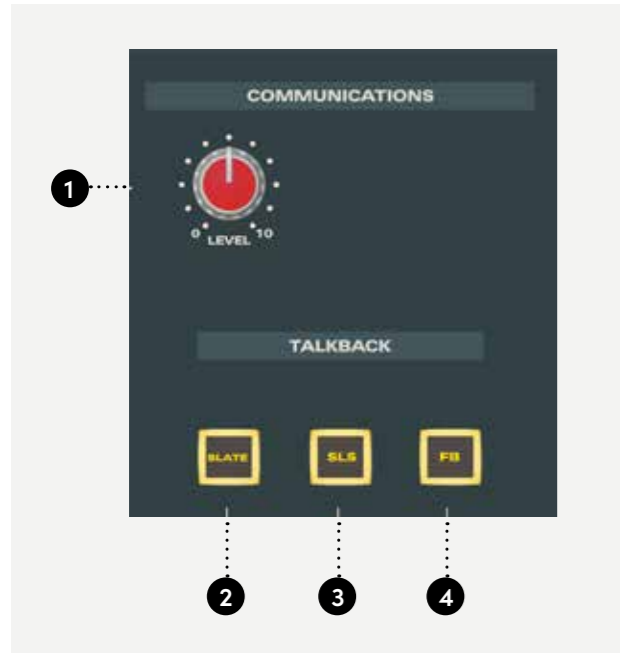 COMMUNICATIONS
1
0 LEVEL 10
TALKBACK
SLATE SLS FB
2 3 4